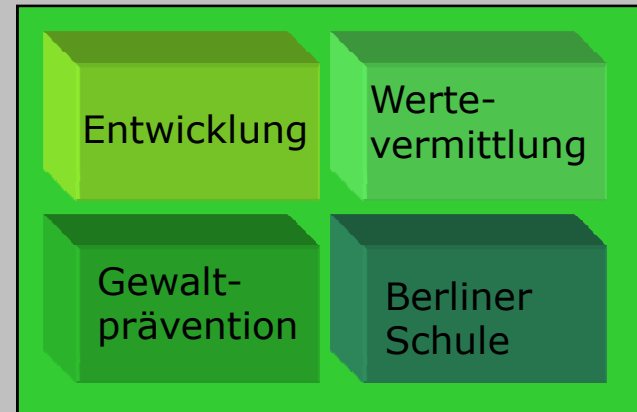 Entwicklung
Werte-
vermittlung
Gewalt-
prävention
Berliner
Schule